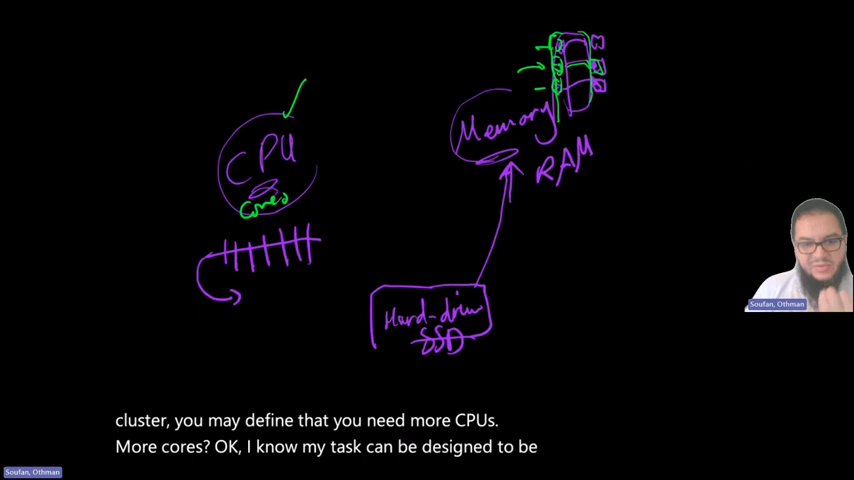 CPU
Cores
Memory
RAM
Hard-drive
SSD
Soufan, Othman
cluster, you may define that you need more CPUs.
More cores? OK, I know my task can be designed to be
Soufan, Othman